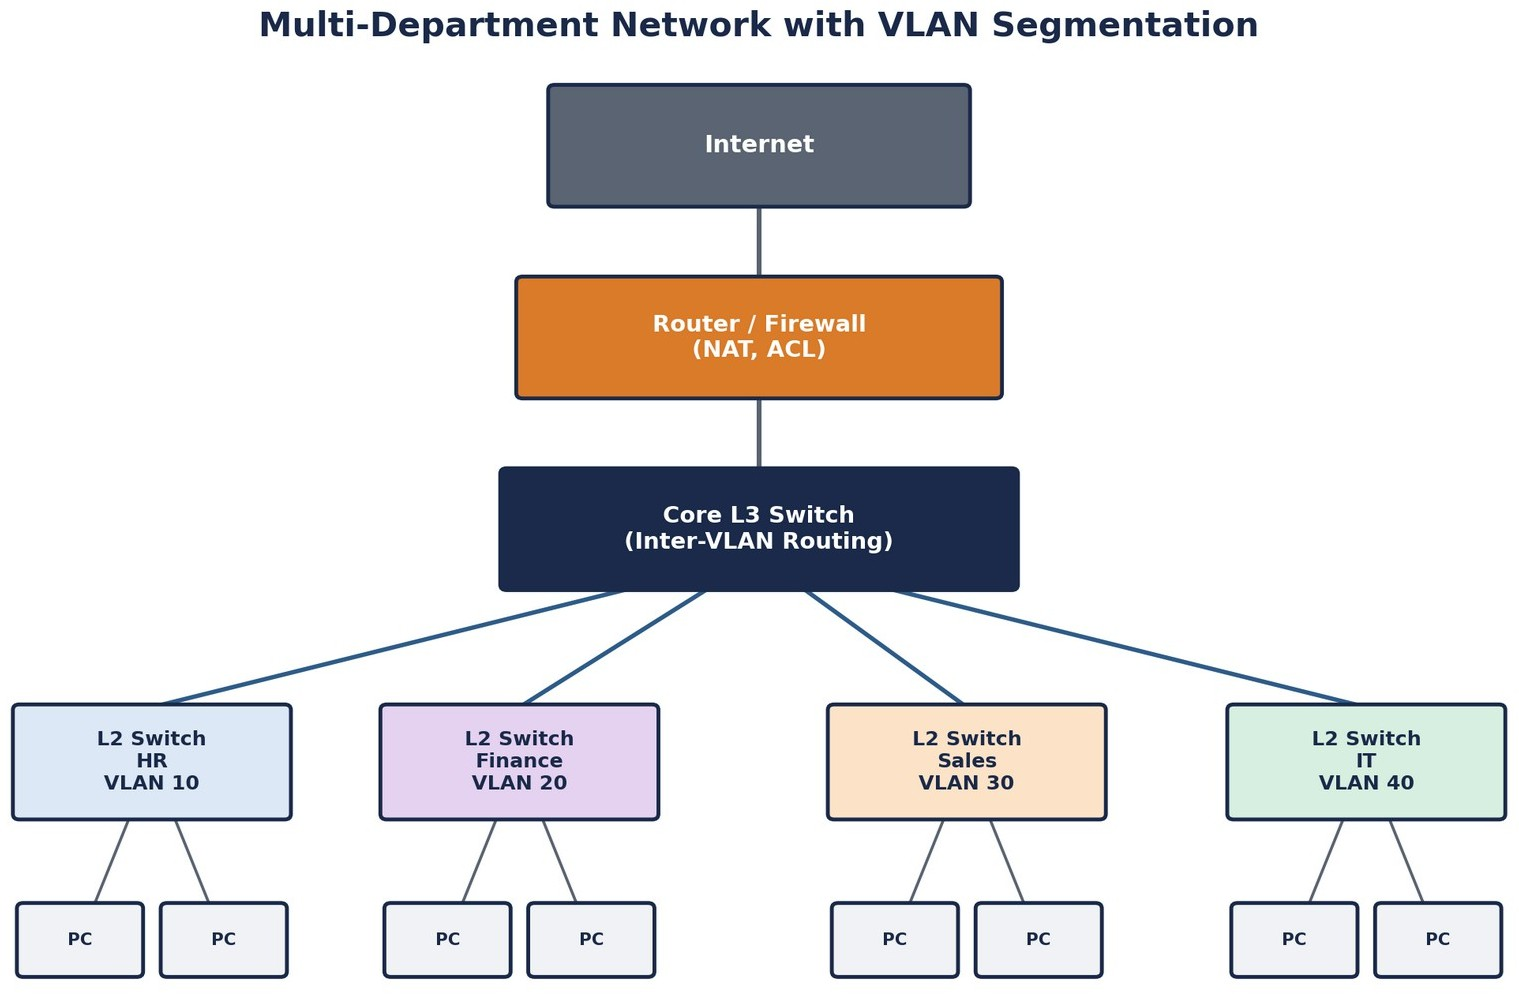 Multi-Department Network with VLAN Segmentation
Internet
Router / Firewall
(NAT, ACL)
Core L3 Switch
(Inter-VLAN Routing)
L2 Switch
HR
VLAN 10
L2 Switch
Finance
VLAN 20
L2 Switch
Sales
VLAN 30
L2 Switch
IT
VLAN 40
PC
PC
PC
PC
PC
PC
PC
PC